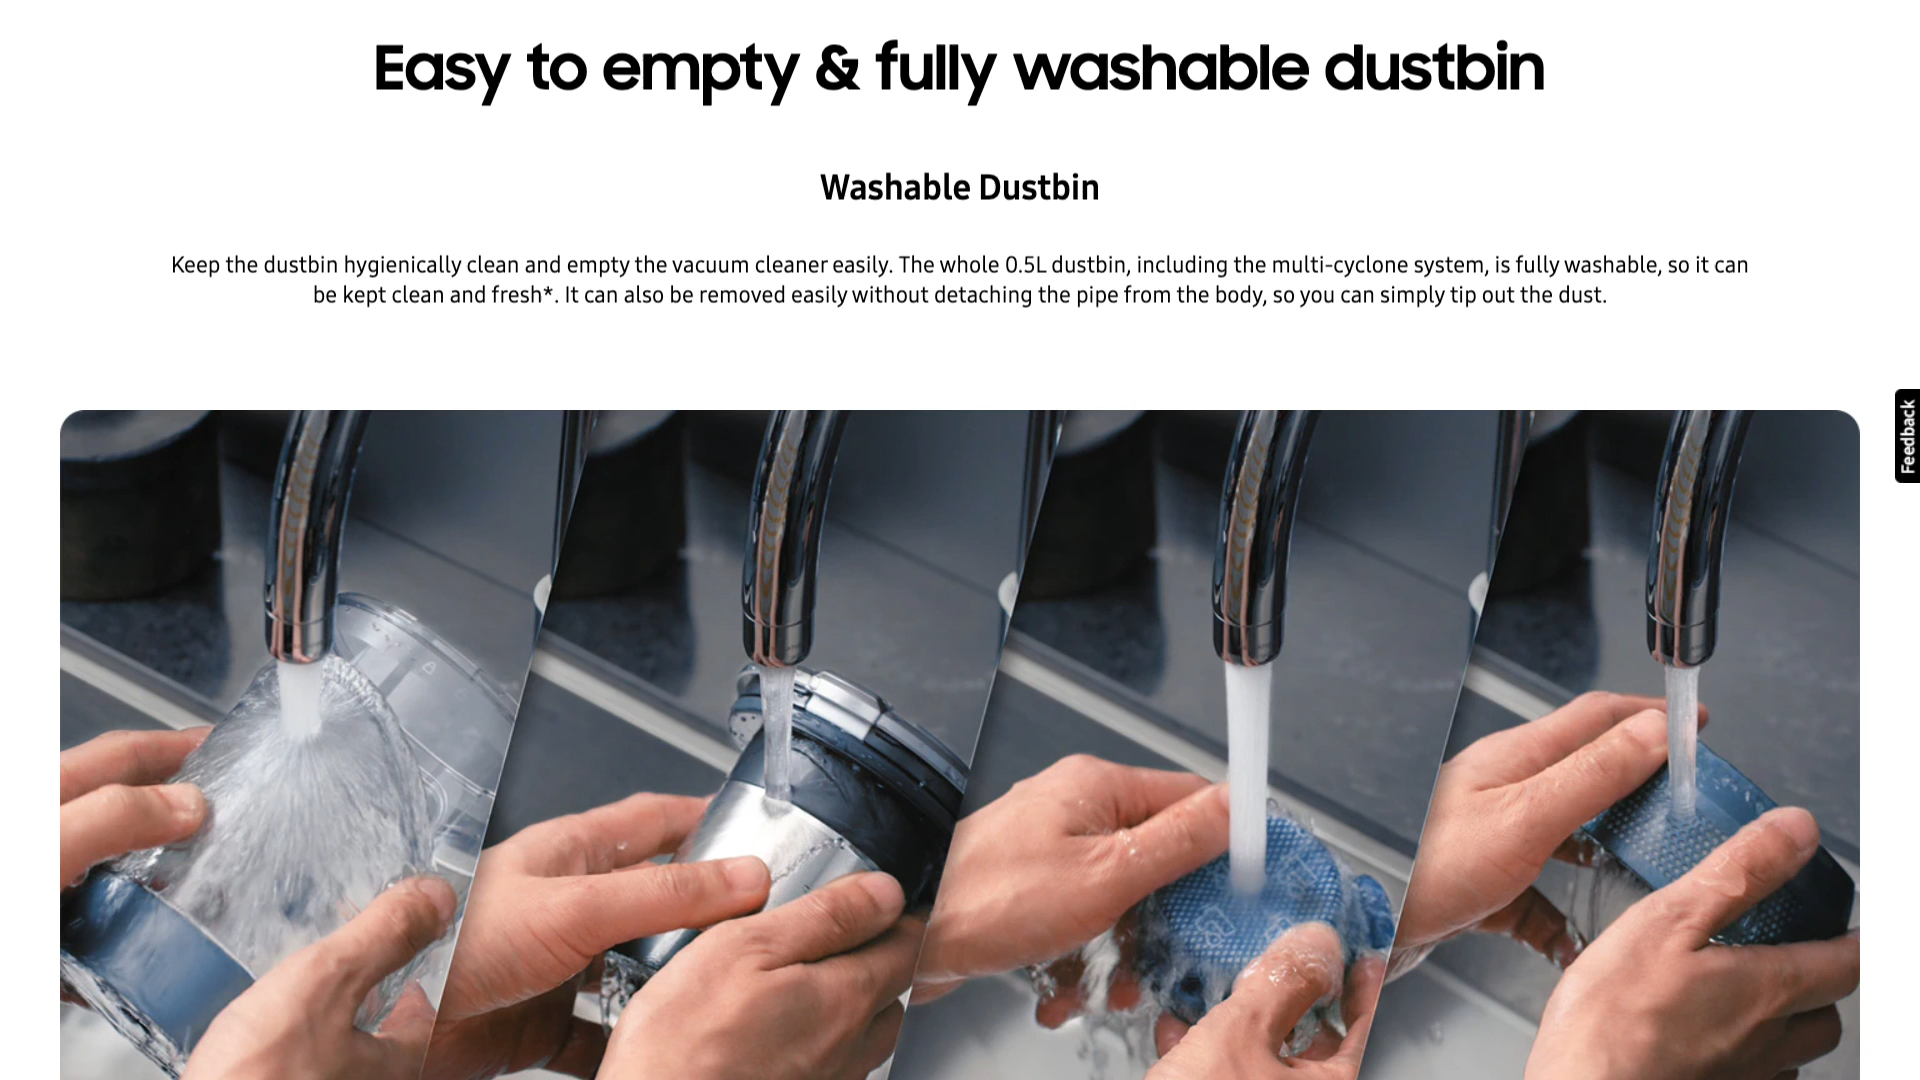 Easy to empty & fully washable dustbin
Washable Dustbin
Keep the dustbin hygienically clean and empty the vacuum cleaner easily. The whole 0.5L dustbin, including the multi-cyclone system, is fully washable, so it can
be kept clean and fresh*. It can also be removed easily without detaching the pipe from the body, so you can simply tip out the dust.
Feedback